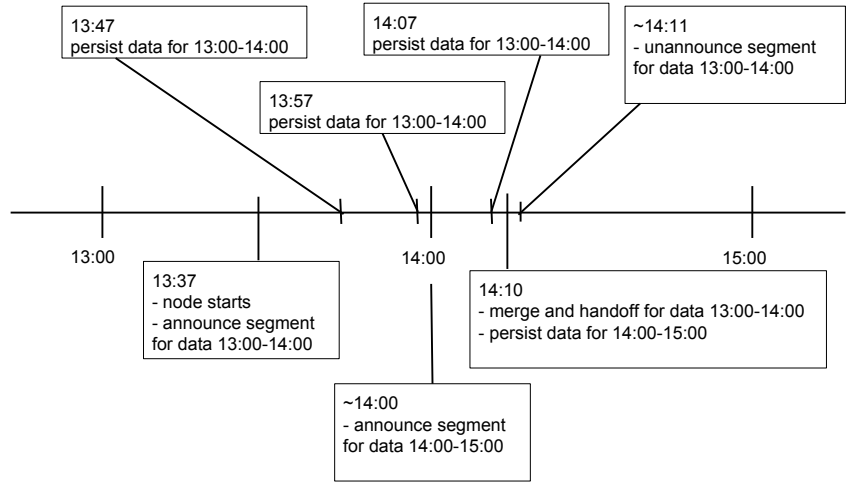 13:47
persist data for 13:00-14:00
14:07
persist data for 13:00-14:00
~14:11
- unannounce segment
for data 13:00-14:00
13:57
persist data for 13:00-14:00
13:00
14:00
15:00
13:37
- node starts
- announce segment
for data 13:00-14:00
14:10
- merge and handoff for data 13:00-14:00
- persist data for 14:00-15:00
~14:00
- announce segment
for data 14:00-15:00